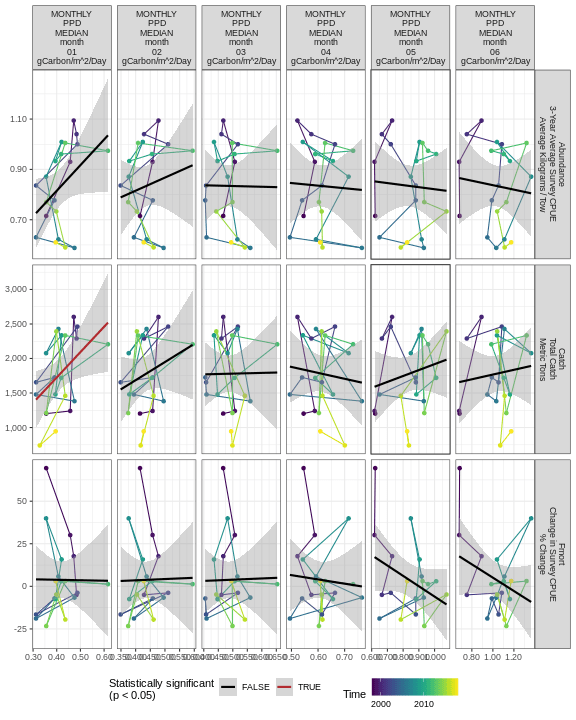 MONTHLY
PPD
MEDIAN
month
01
gCarbon/m^2/Day
MONTHLY
PPD
MEDIAN
month
02
gCarbon/m^2/Day
MONTHLY
PPD
MEDIAN
month
03
gCarbon/m^2/Day
MONTHLY
PPD
MEDIAN
month
04
gCarbon/m^2/Day
MONTHLY
PPD
MEDIAN
month
05
gCarbon/m^2/Day
MONTHLY
PPD
MEDIAN
month
06
gCarbon/m^2/Day
1.10
0.90
0.70
Abundance
3-Year Average Survey CPUE
Average Kilograms / Tow
3,000
2,500
2,000
1,500
1,000
Catch
Total Catch
Metric Tons
50
25
0
-25
Fmort
Change in Survey CPUE
% Change
0.30 0.40 0.50 0.60
0.50 0.60 0.70
0.80 1.00 1.20
Statistically significant
(p < 0.05)
FALSE
TRUE
Time
2000 2010